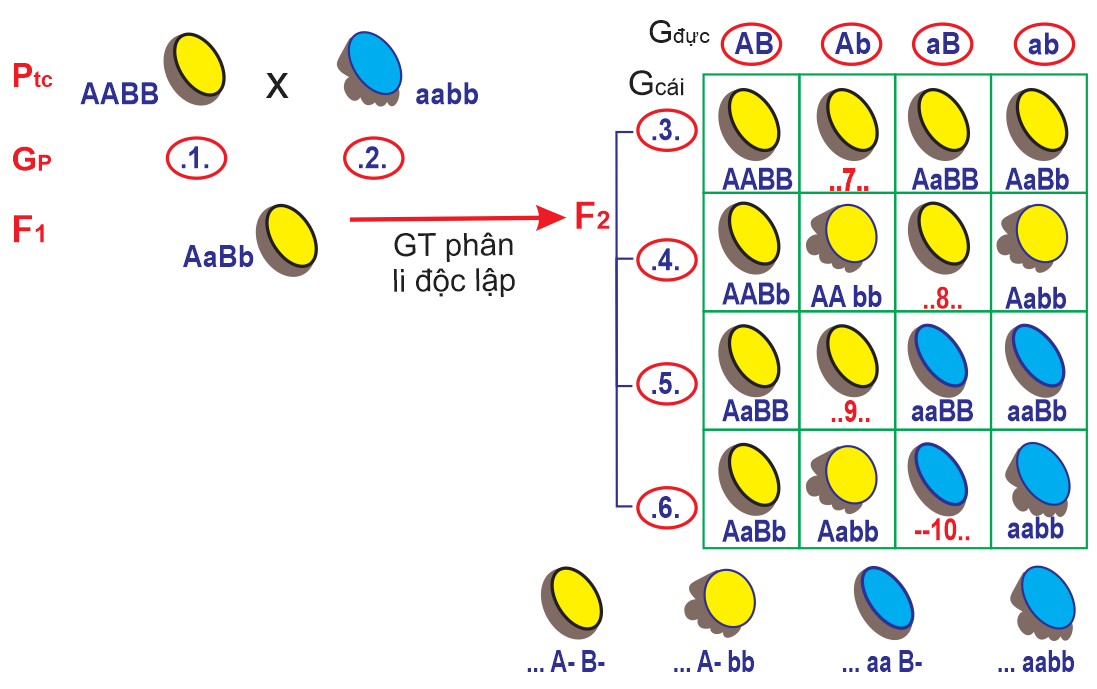 Ptc AABB x aabb
GP .1. .2.
F1 AaBb
GT phân
li độc lập
F2
Gđực AB Ab aB ab
Gcái
.3. AABB ..7.. AaBB AaBb
.4. AABb AA bb ..8.. Aabb
.5. AaBB ..9.. aaBB aaBb
.6. AaBb Aabb --10.. aabb
... A- B- ... A- bb ... aa B- ... aabb